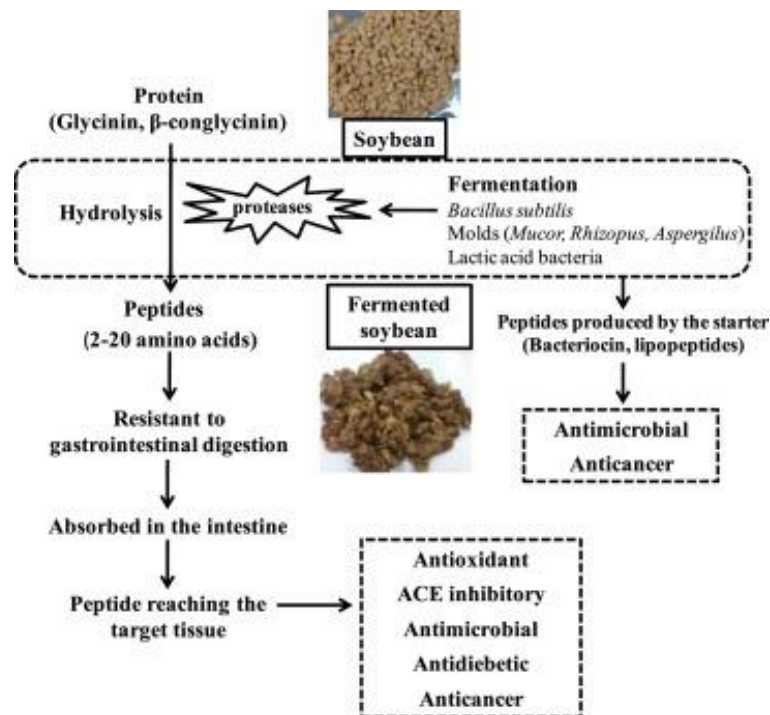 Protein
(Glycinin, β-conglycinin)
Soybean
Hydrolysis
proteases
Fermentation
Bacillus subtilis
Molds (Mucor, Rhizopus, Aspergilus)
Lactic acid bacteria
Peptides
(2-20 amino acids)
Fermented
soybean
Peptides produced by the starter
(Bacteriocin, lipopeptides)
Resistant to
gastrointestinal digestion
Antimicrobial
Anticancer
Absorbed in the intestine
Peptide reaching the
target tissue
Antioxidant
ACE inhibitory
Antimicrobial
Antidiebetic
Anticancer